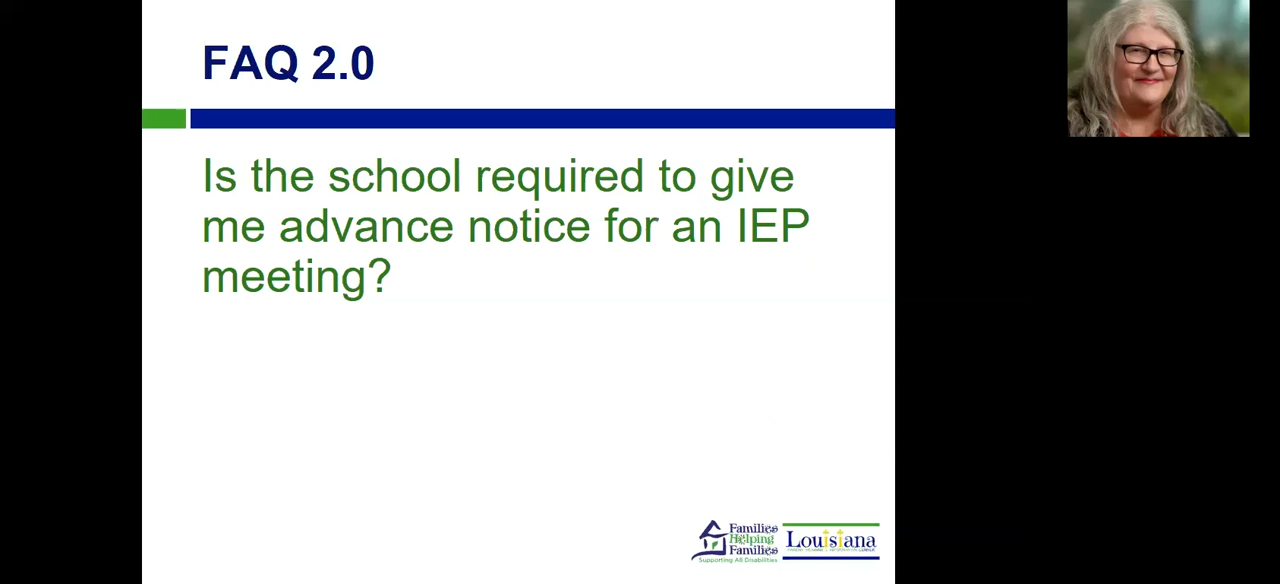 FAQ 2.0
Is the school required to give
me advance notice for an IEP
meeting?
Families
Helping
Families
Supporting All Disabilities
Louisiana